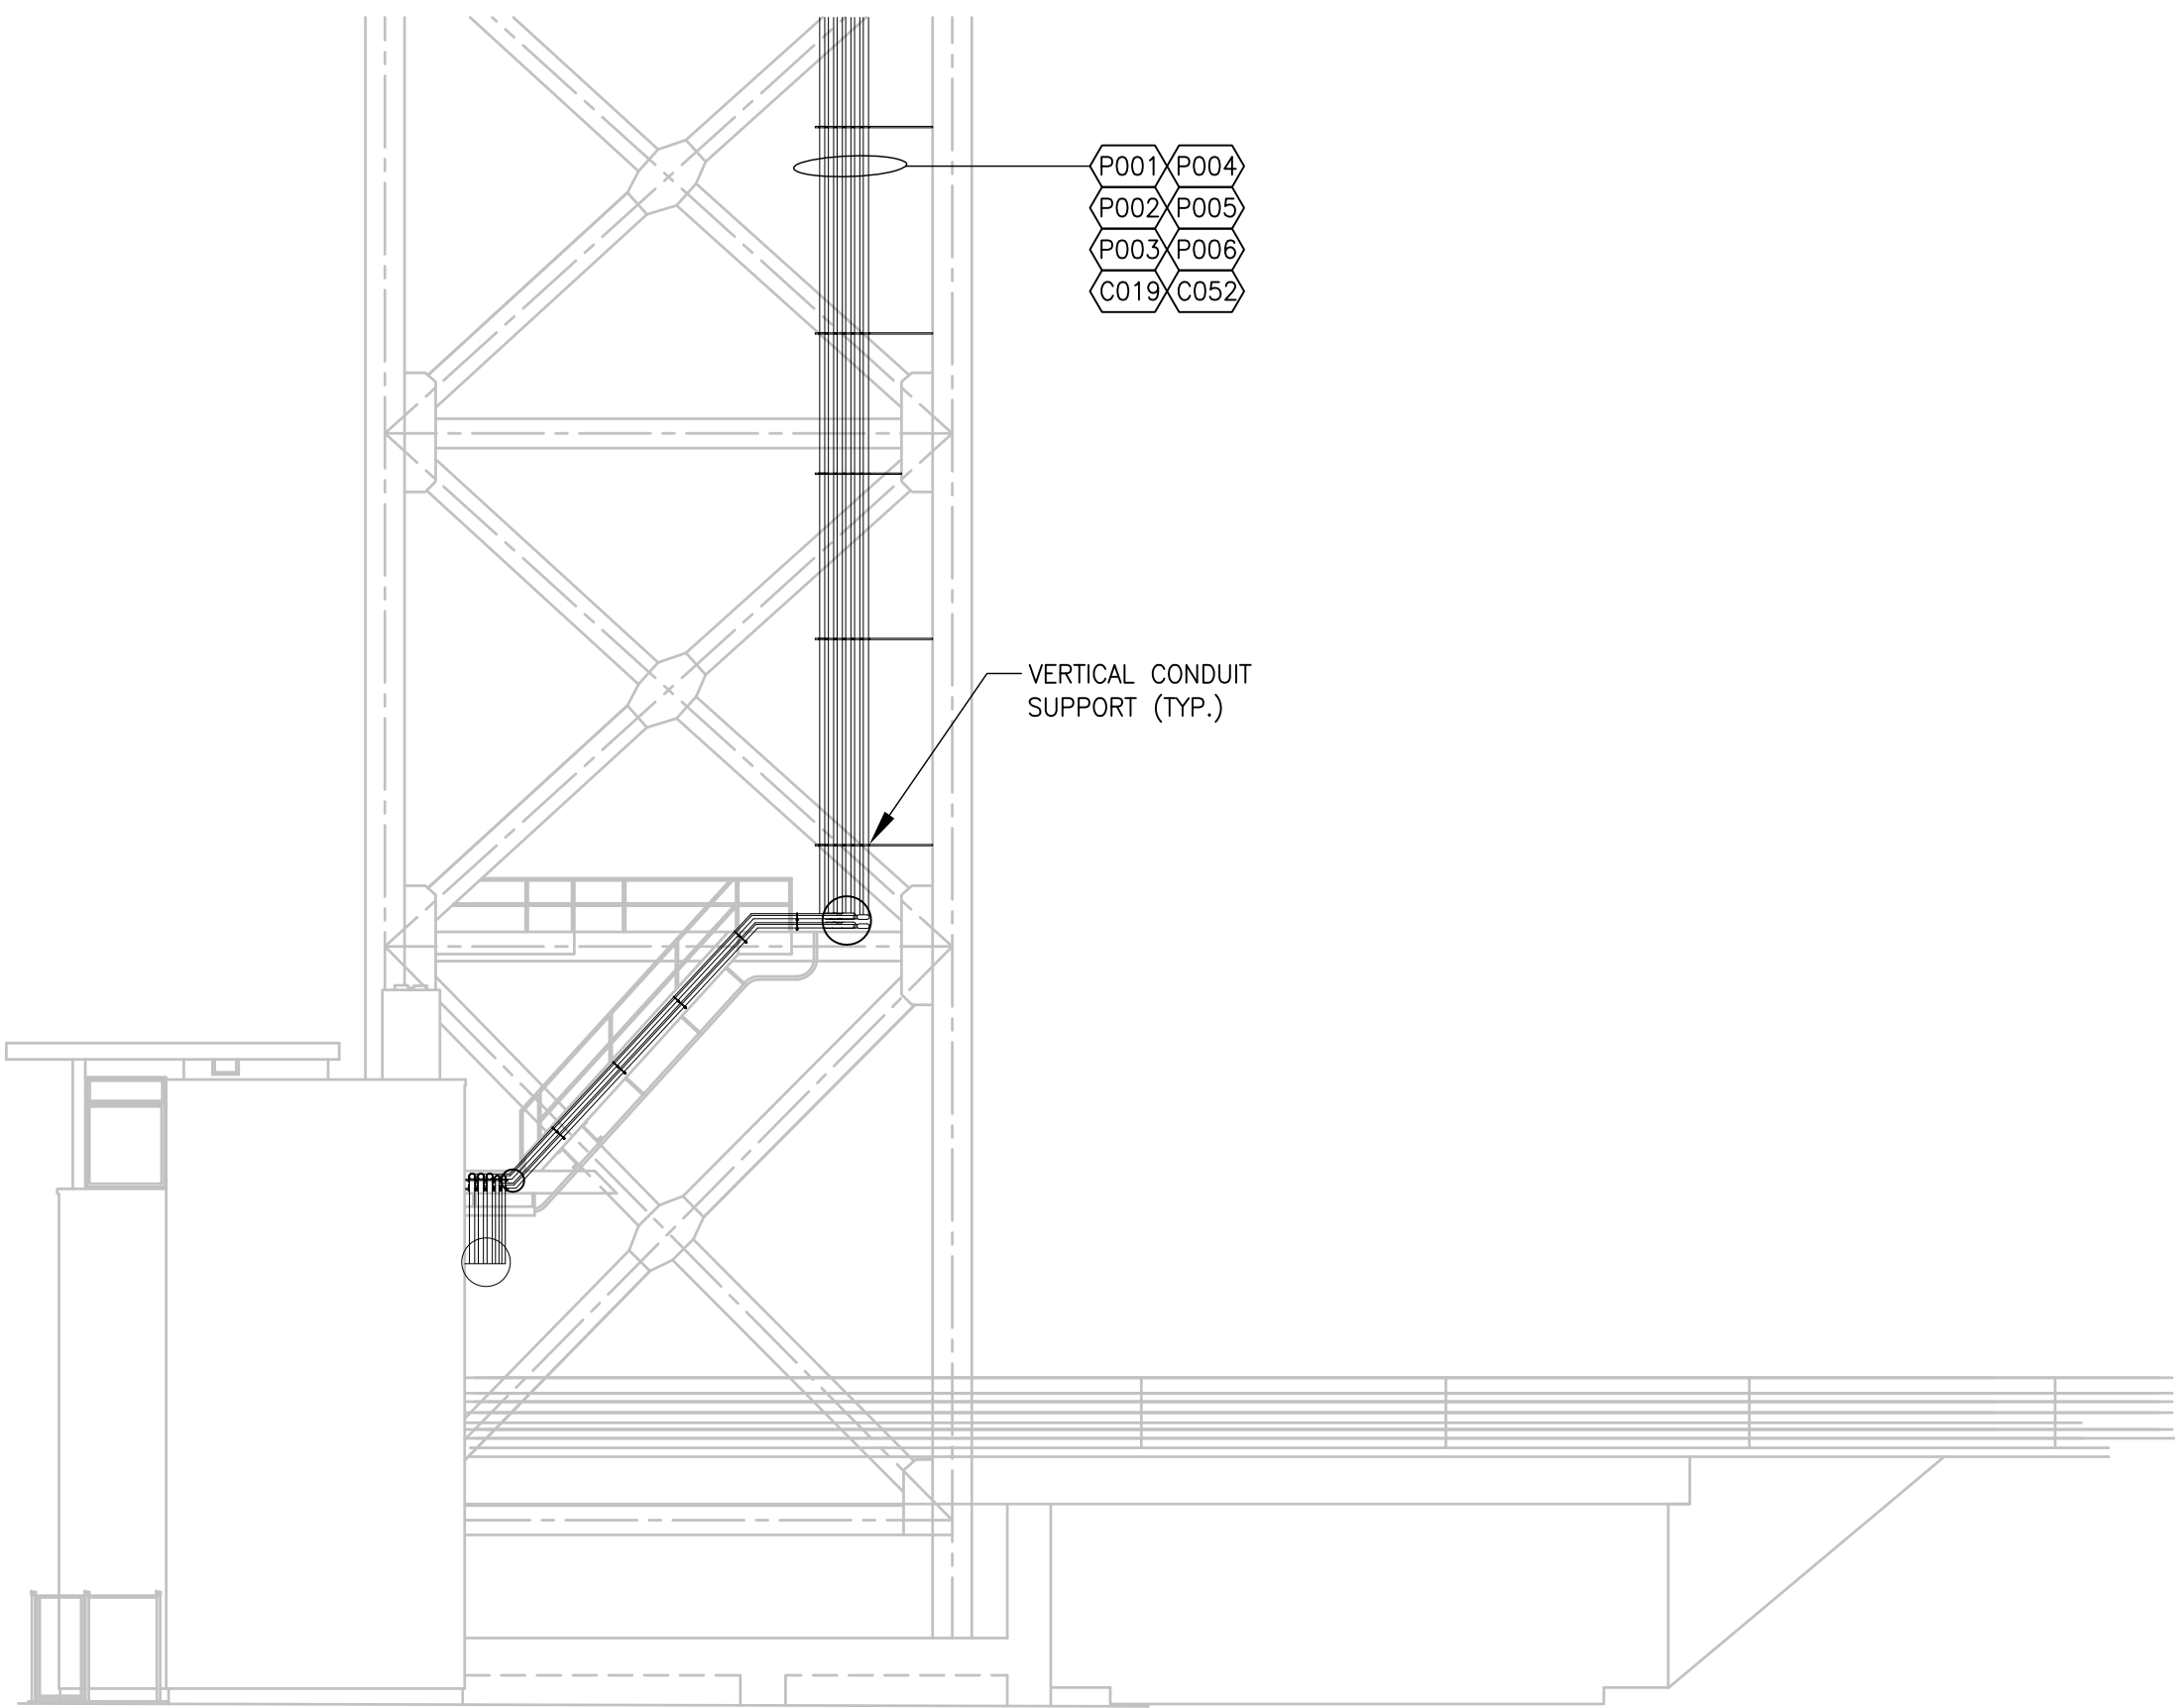 P001 P004
P002 P005
P003 P006
C019 C052
VERTICAL CONDUIT
SUPPORT (TYP.)